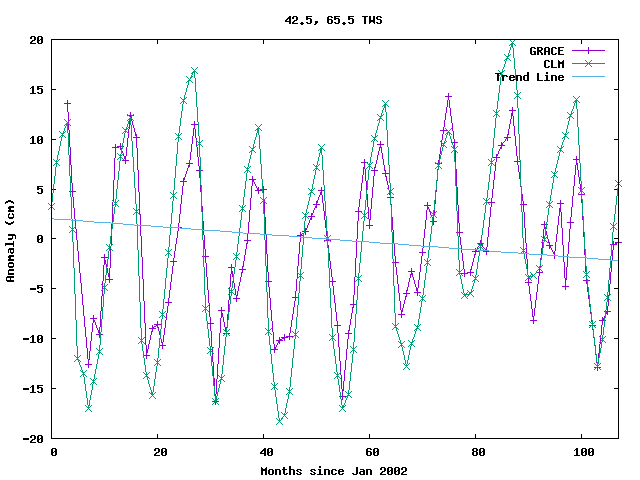 42.5, 65.5 TWS
GRACE
CLM
Trend Line
20
15
10
5
0
-5
-10
-15
-20
Anomaly (cm)
0 20 40 60 80 100
Months since Jan 2002